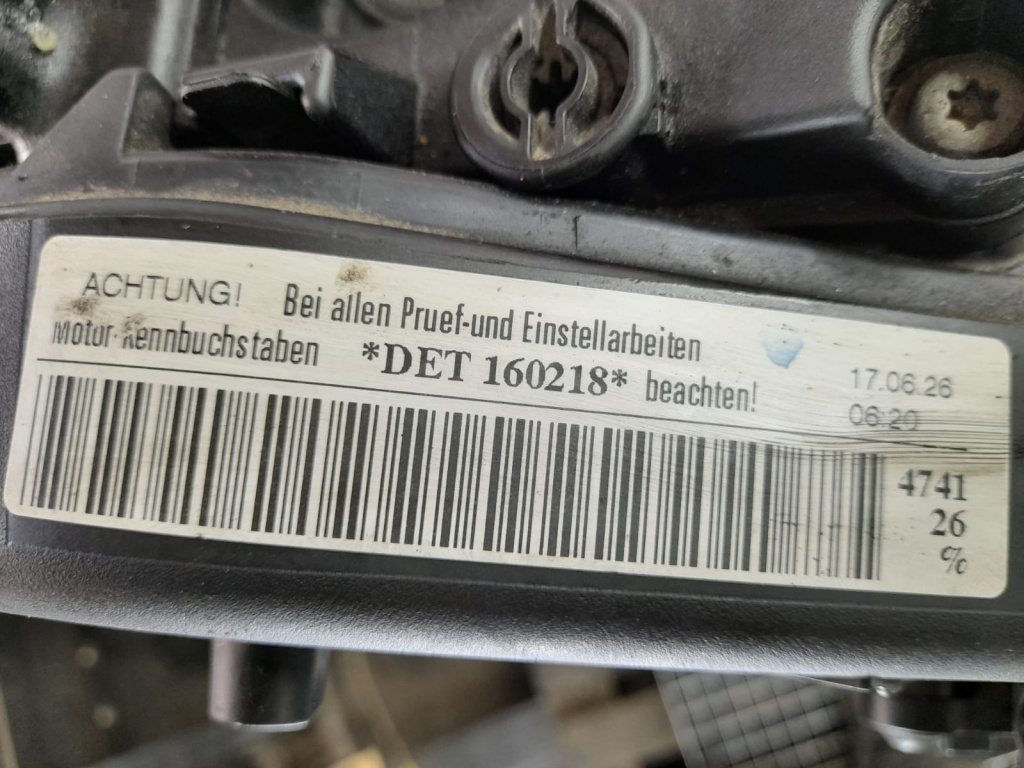 ACHTUNG! Bei allen Pruef-und Einstellarbeiten
Motor-Kennbuchstaben *DET 160218* beachten!
17.06.26
06:20
4741
26
%